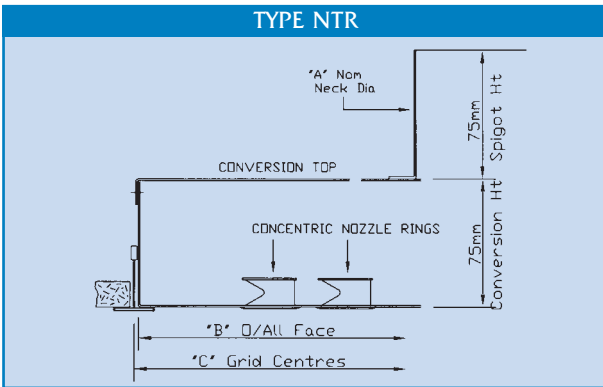 TYPE NTR
'A' Nom
Neck Dia
75mm Spigot Ht
CONVERSION TOP
CONCENTRIC NOZZLE RINGS
75mm Conversion Ht
'B' O/All Face
'C' Grid Centres